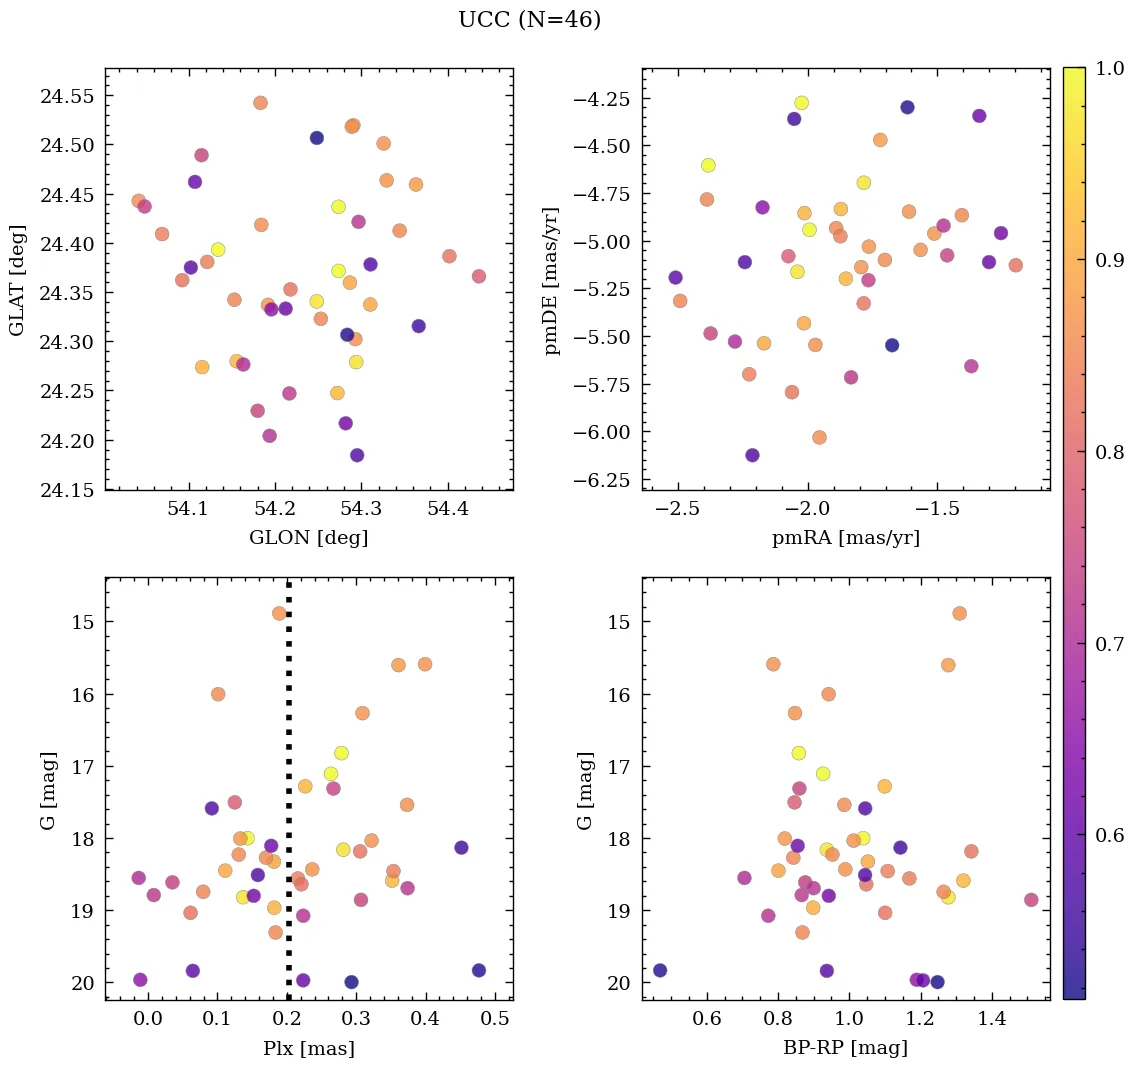 UCC (N=46)
24.55
24.50
24.45
24.40
24.35
24.30
24.25
24.20
24.15
GLAT [deg]
54.1 54.2 54.3 54.4
GLON [deg]
−4.25
−4.50
−4.75
−5.00
−5.25
−5.50
−5.75
−6.00
−6.25
pmDE [mas/yr]
−2.5 −2.0 −1.5
pmRA [mas/yr]
1.0
0.9
0.8
0.7
0.6
15
16
17
18
19
20
G [mag]
0.0 0.1 0.2 0.3 0.4 0.5
Plx [mas]
15
16
17
18
19
20
G [mag]
0.6 0.8 1.0 1.2 1.4
BP-RP [mag]